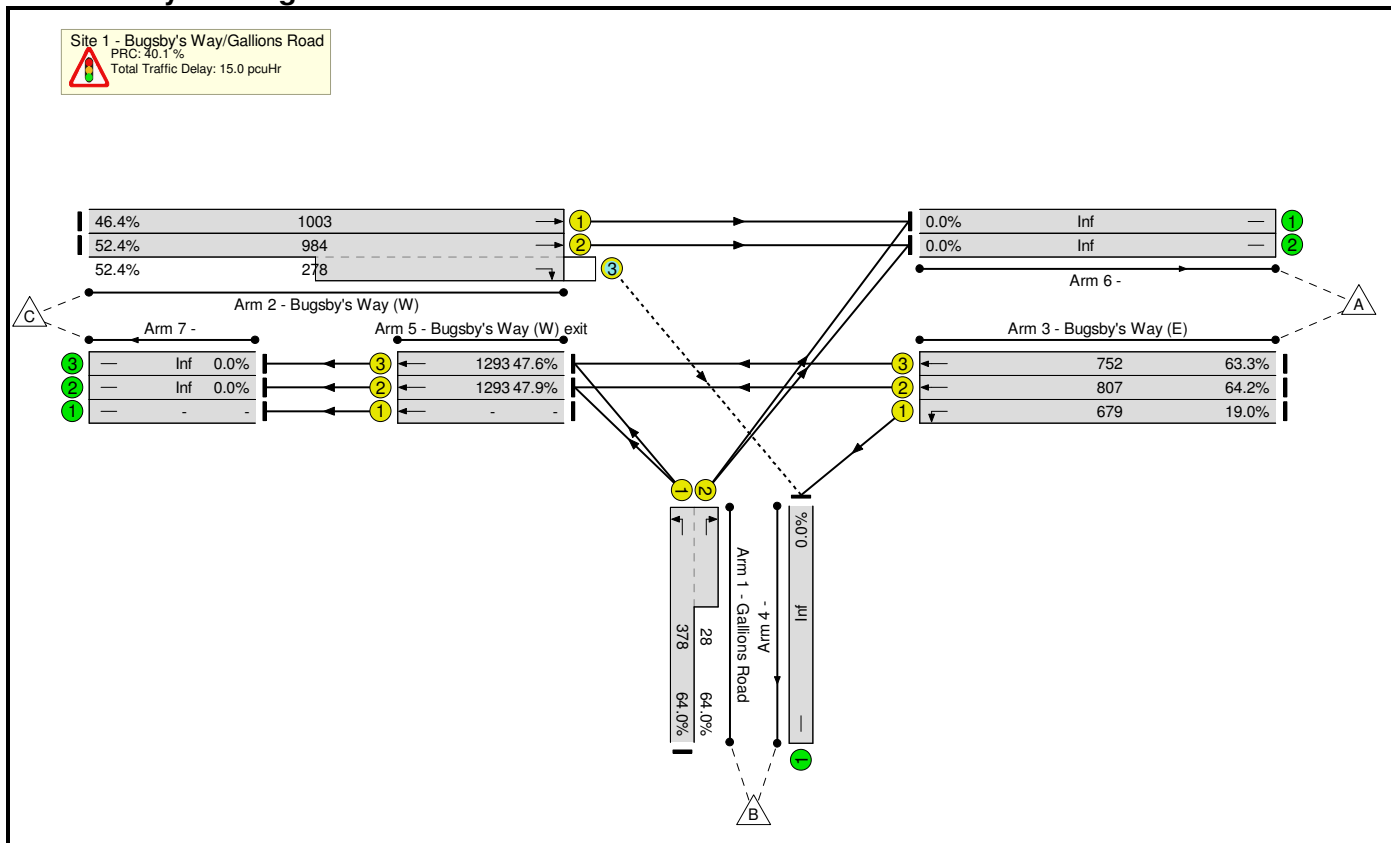 Site 1 - Bugsby's Way/Gallions Road
PRC: 40.1 %
Total Traffic Delay: 15.0 pcuHr
46.4% 1003 1
52.4% 984 2
52.4% 278 3
Arm 2 - Bugsby's Way (W)
0.0% Inf 1
0.0% Inf 2
Arm 6 -
C
A
Arm 7 -
Arm 5 - Bugsby's Way (W) exit
Arm 3 - Bugsby's Way (E)
3 Inf 0.0% 3 1293 47.6% 3 752 63.3%
2 Inf 0.0% 2 1293 47.9% 2 807 64.2%
1 - - 1 - - 1 679 19.0%
1 2
378 64.0%
28 64.0%
Arm 1 - Gallions Road
Arm 4 -
0.0% Inf
1
B